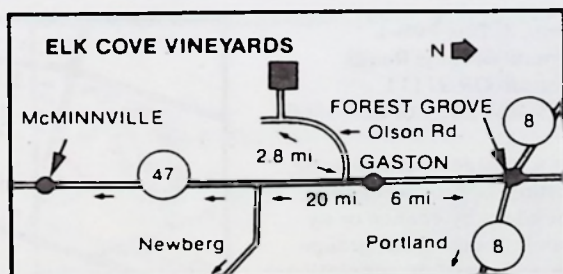 ELK COVE VINEYARDS
N
McMINNVILLE
FOREST GROVE
8
Olson Rd
2.8 mi
GASTON
47
20 mi
6 mi
Newberg
Portland
8